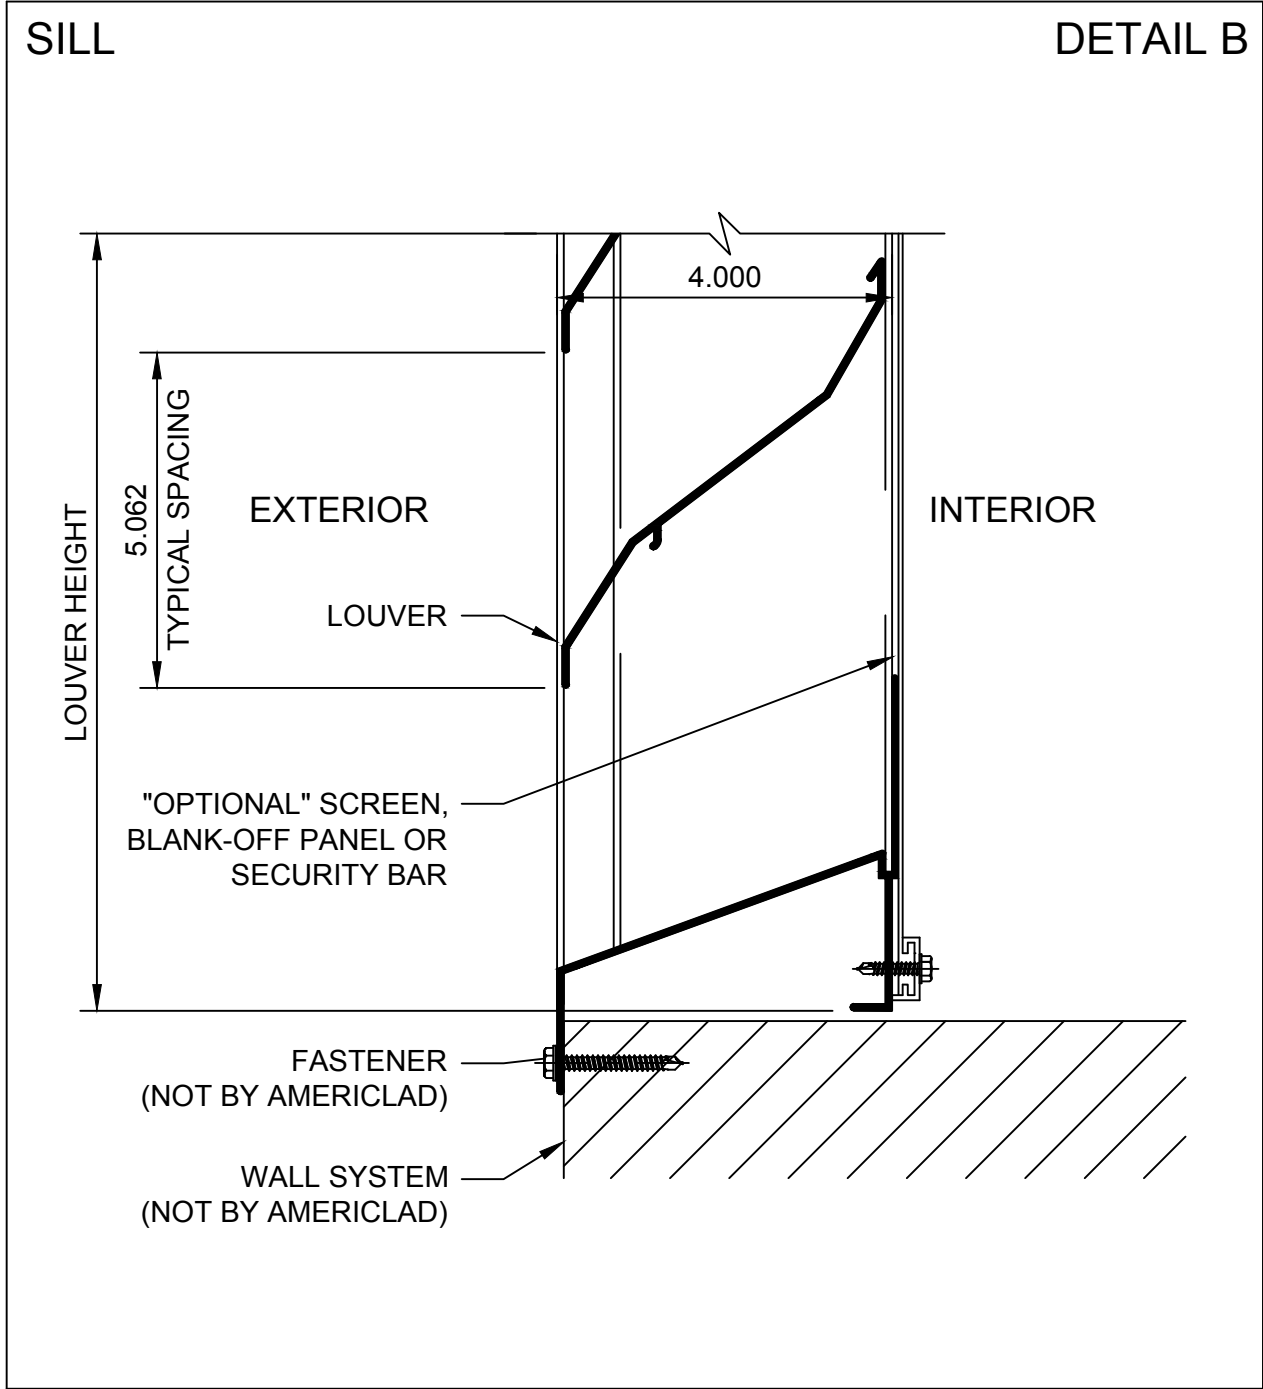 SILL
DETAIL B
4.000
LOUVER HEIGHT
5.062
TYPICAL SPACING
EXTERIOR
INTERIOR
LOUVER
"OPTIONAL" SCREEN,
BLANK-OFF PANEL OR
SECURITY BAR
FASTENER
(NOT BY AMERICLAD)
WALL SYSTEM
(NOT BY AMERICLAD)